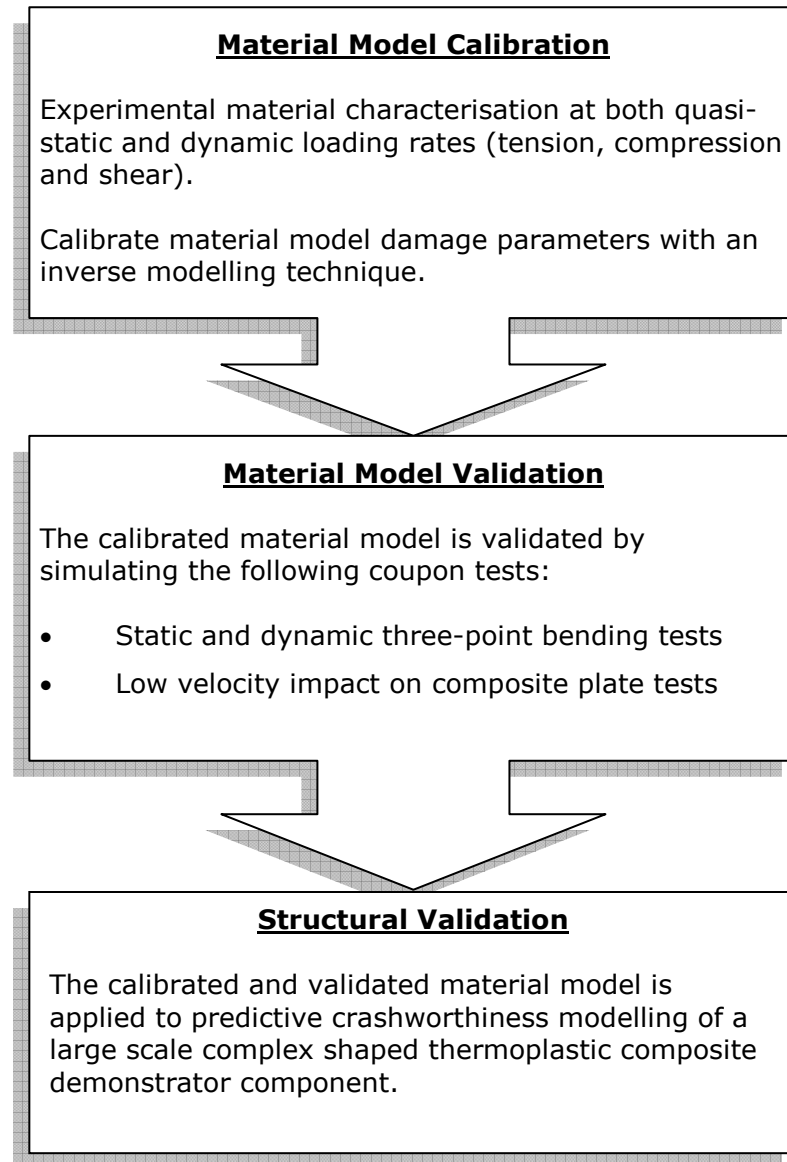 Material Model Calibration
Experimental material characterisation at both quasi-
static and dynamic loading rates (tension, compression
and shear).
Calibrate material model damage parameters with an
inverse modelling technique.
Material Model Validation
The calibrated material model is validated by
simulating the following coupon tests:
• Static and dynamic three-point bending tests
• Low velocity impact on composite plate tests
Structural Validation
The calibrated and validated material model is
applied to predictive crashworthiness modelling of a
large scale complex shaped thermoplastic composite
demonstrator component.